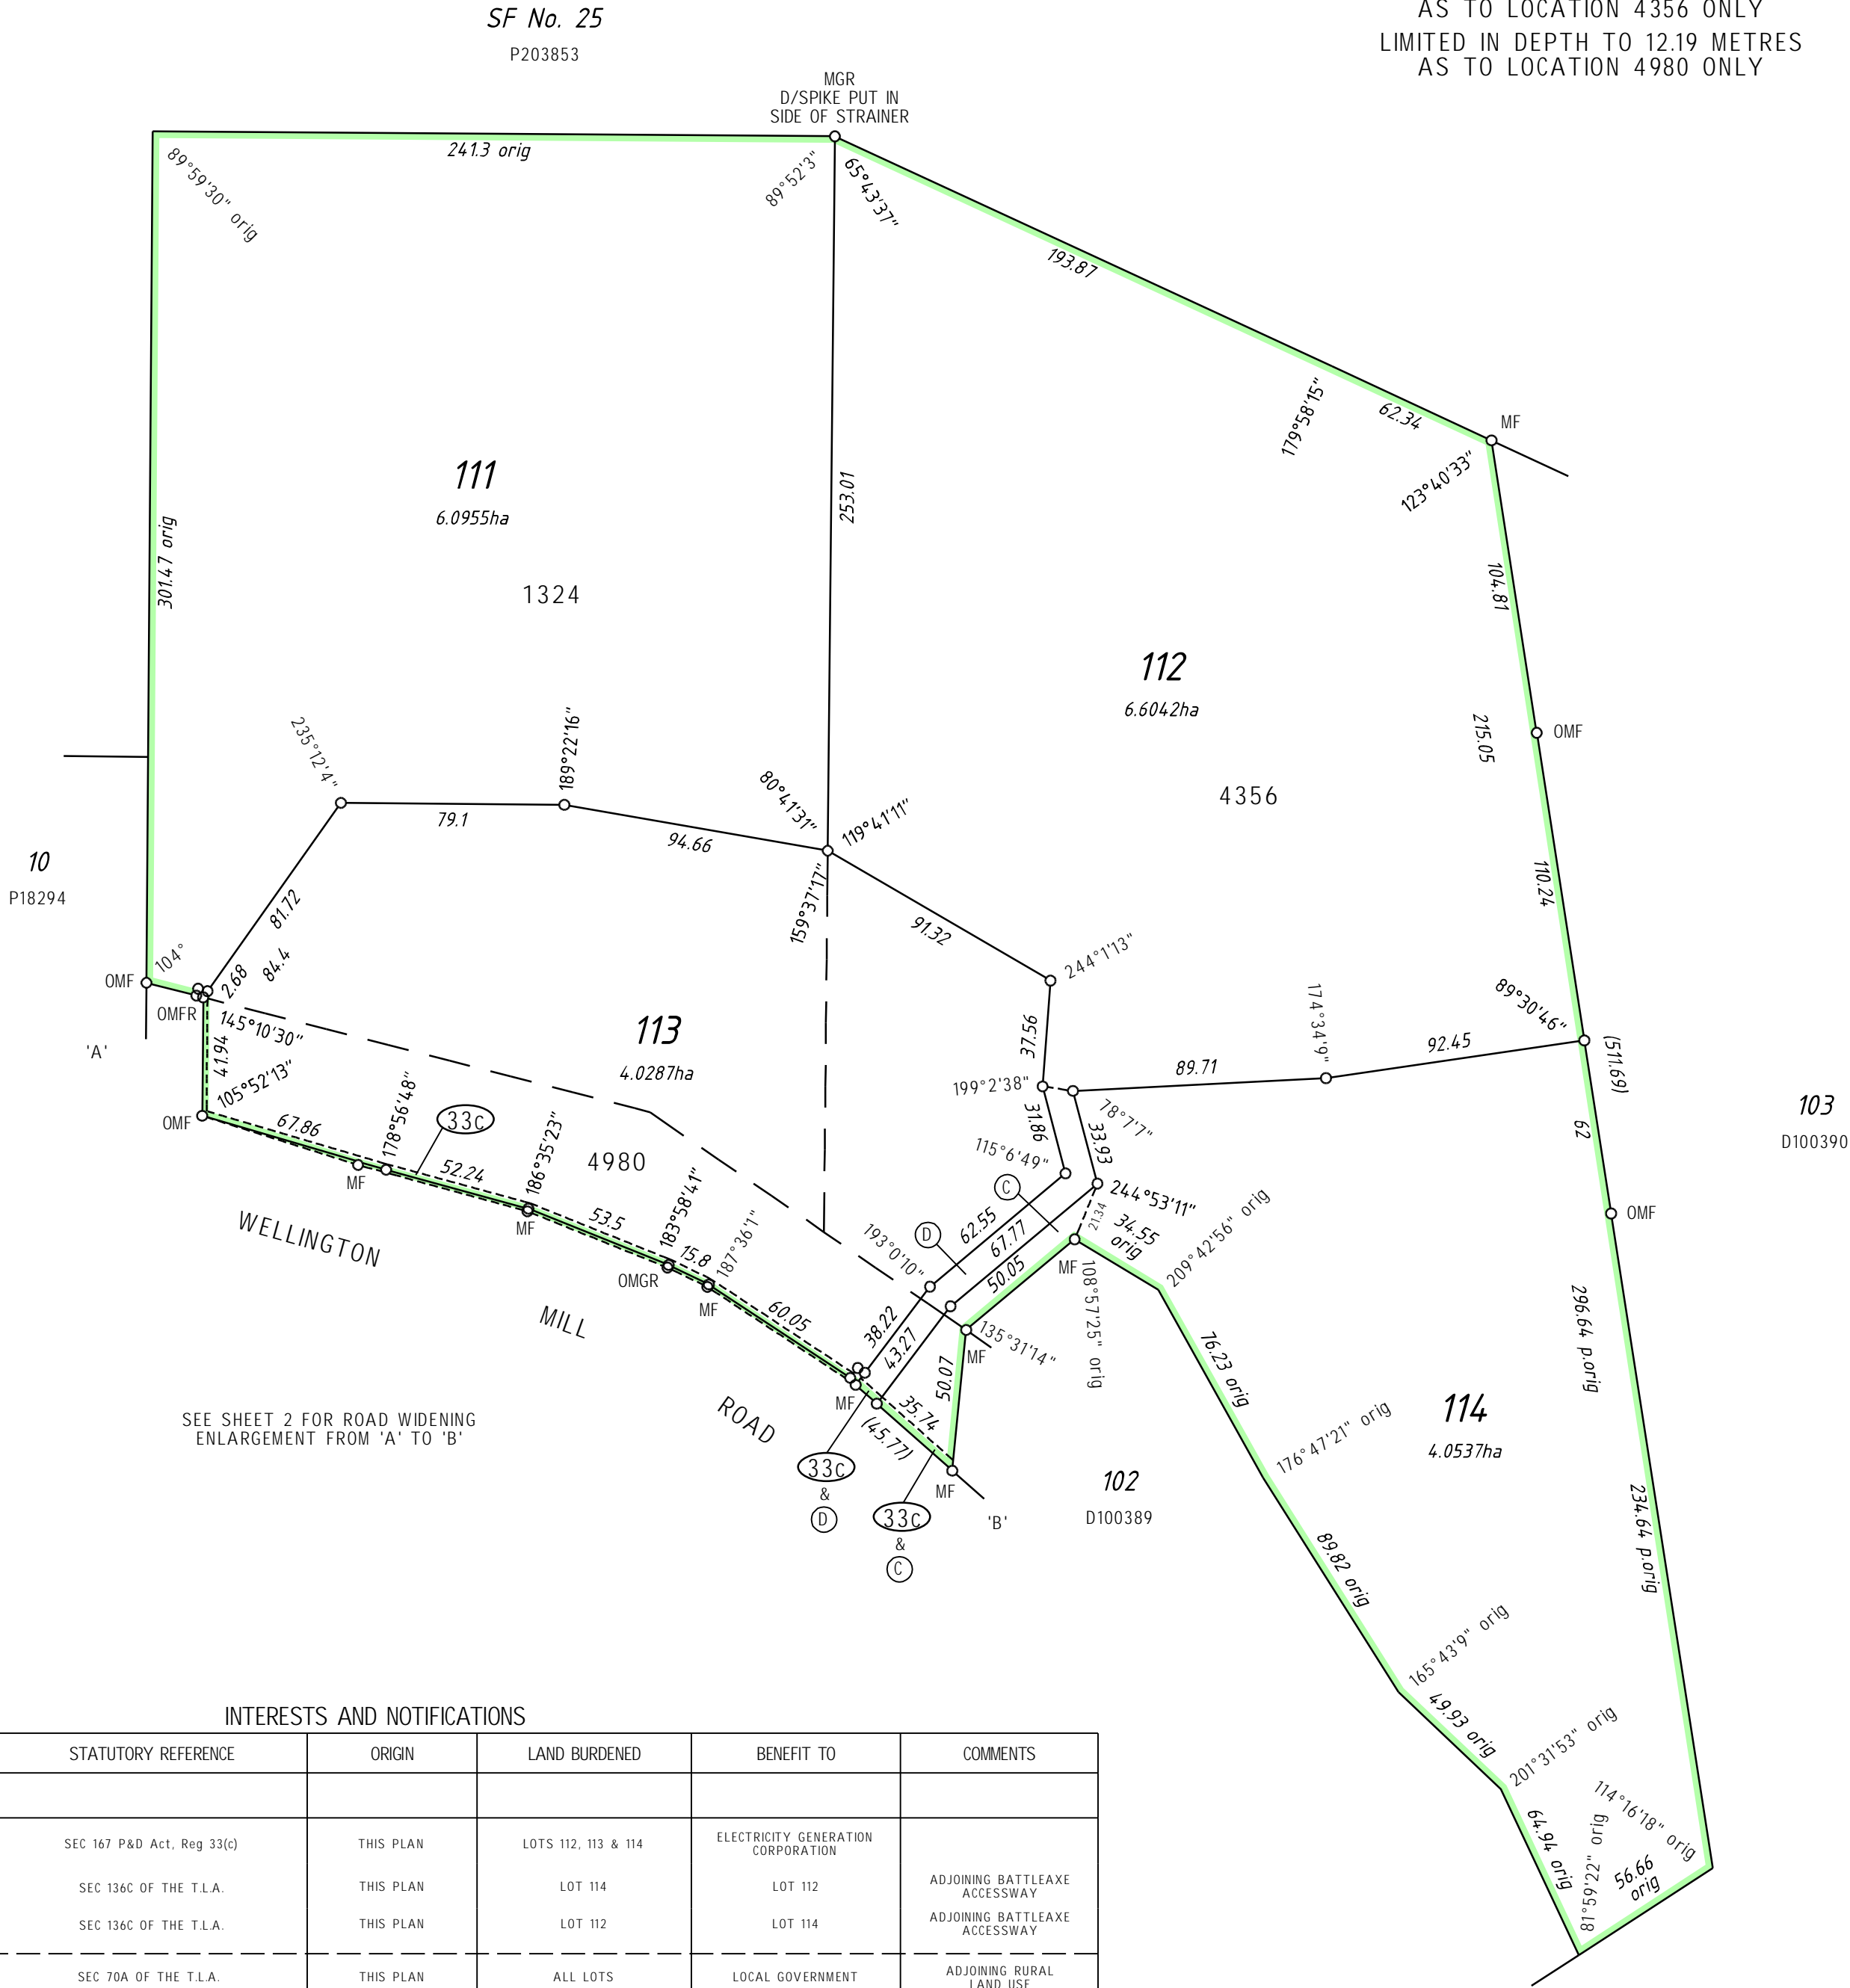 SF No. 25
P203853
AS TO LOCATION 4356 ONLY
LIMITED IN DEPTH TO 12.19 METRES
AS TO LOCATION 4980 ONLY
MGR
D/SPIKE PUT IN
SIDE OF STRAINER
241.3 orig
89°59'30" orig
89°52'3"
65°43'37"
193.87
179°58'15"
62.34
MF
123°40'33"
111
6.0955ha
1324
301.47 orig
253.01
104.81
112
6.6042ha
4356
215.05
OMF
110.24
235°12'4"
189°22'16"
79.1
94.66
80°41'31"
119°41'11"
159°37'17"
91.32
244°1'13"
10
P18294
81.72
84.4
2.68
104°
OMF
OMFR
145°10'30"
'A'
41.94
105°52'13"
OMF
113
4.0287ha
37.56
199°2'38"
174°34'9"
89°30'46"
92.45
89.71
(511.69)
103
D100390
62
OMF
78°7'7"
31.86
33.93
115°6'49"
67.86
178°56'48"
33c
52.24
186°35'23"
4980
MF
MF
53.5
183°58'41"
15.8
187°36'1"
OMGR
MF
60.05
C
D
62.55
67.77
50.05
193°0'10"
244°53'11"
21.34
34.55
orig
209°42'56" orig
MF
108°57'25" orig
135°31'14"
MF
38.22
43.27
50.07
MF
35.74
(45.77)
MF
'B'
WELLINGTON
MILL
ROAD
76.23 orig
296.64 p.orig
114
4.0537ha
176°47'21" orig
SEE SHEET 2 FOR ROAD WIDENING
ENLARGEMENT FROM 'A' TO 'B'
33c
&
D
33c
&
C
102
D100389
89.82 orig
234.64 p.orig
165°43'9" orig
49.93 orig
201°31'53" orig
114°16'18" orig
64.94 orig
81°59'22" orig
56.66
orig
INTERESTS AND NOTIFICATIONS
STATUTORY REFERENCE ORIGIN LAND BURDENED BENEFIT TO COMMENTS
SEC 167 P&D Act, Reg 33(c) THIS PLAN LOTS 112, 113 & 114 ELECTRICITY GENERATION
CORPORATION
SEC 136C OF THE T.L.A. THIS PLAN LOT 114 LOT 112 ADJOINING BATTLEAXE
ACCESSWAY
SEC 136C OF THE T.L.A. THIS PLAN LOT 112 LOT 114 ADJOINING BATTLEAXE
ACCESSWAY
SEC 70A OF THE T.L.A. THIS PLAN ALL LOTS LOCAL GOVERNMENT ADJOINING RURAL
LAND USE